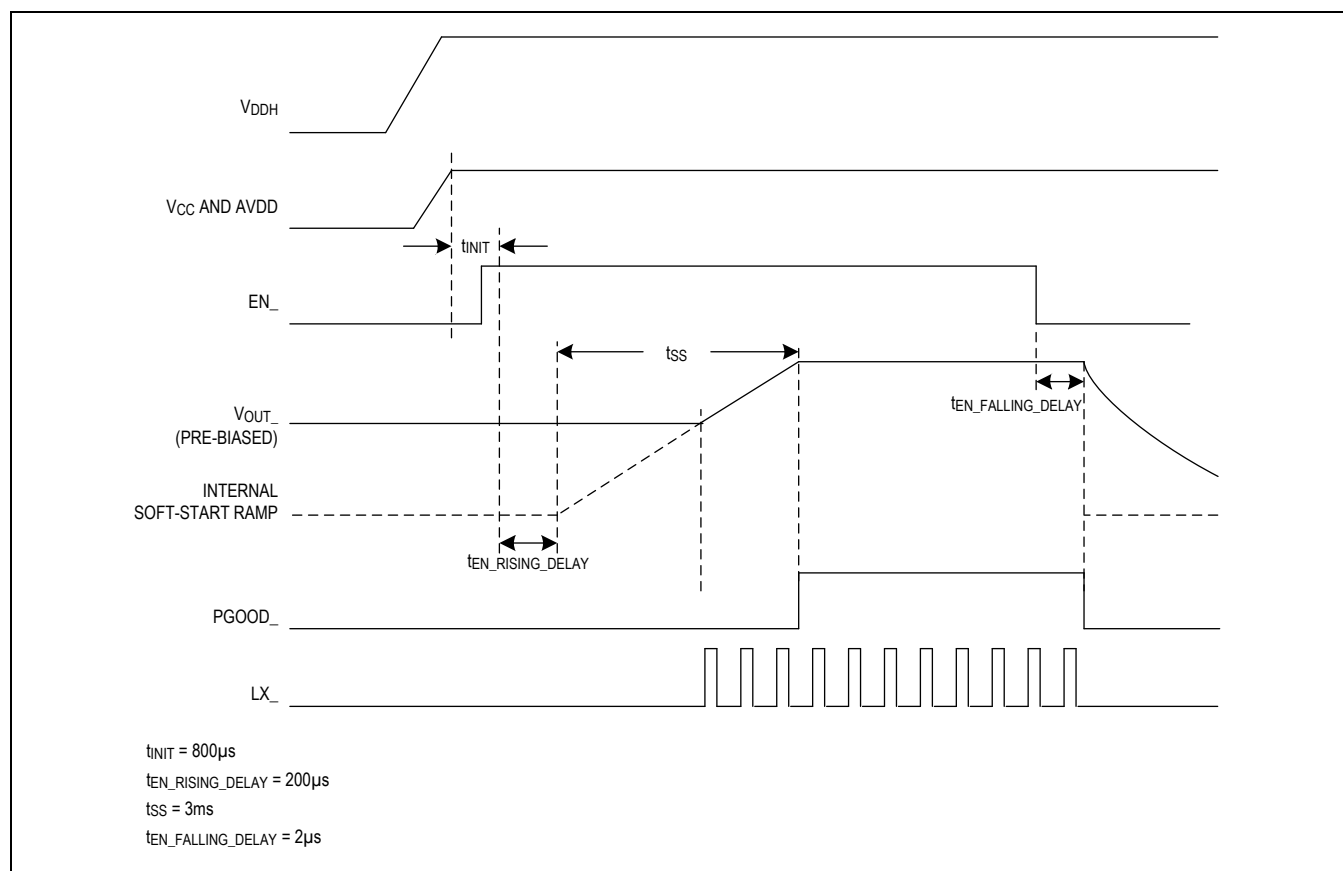 VDDH
VCC AND AVDD
tINIT
EN_
tSS
tEN_FALLING_DELAY
VOUT_
(PRE-BIASED)
INTERNAL
SOFT-START RAMP
tEN_RISING_DELAY
PGOOD_
LX_
tINIT = 800µs
tEN_RISING_DELAY = 200µs
tSS = 3ms
tEN_FALLING_DELAY = 2µs